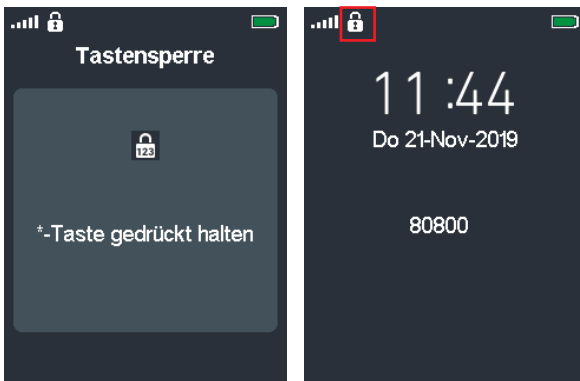 Tastensperre
123
*-Taste gedrückt halten
11:44
Do 21-Nov-2019
80800